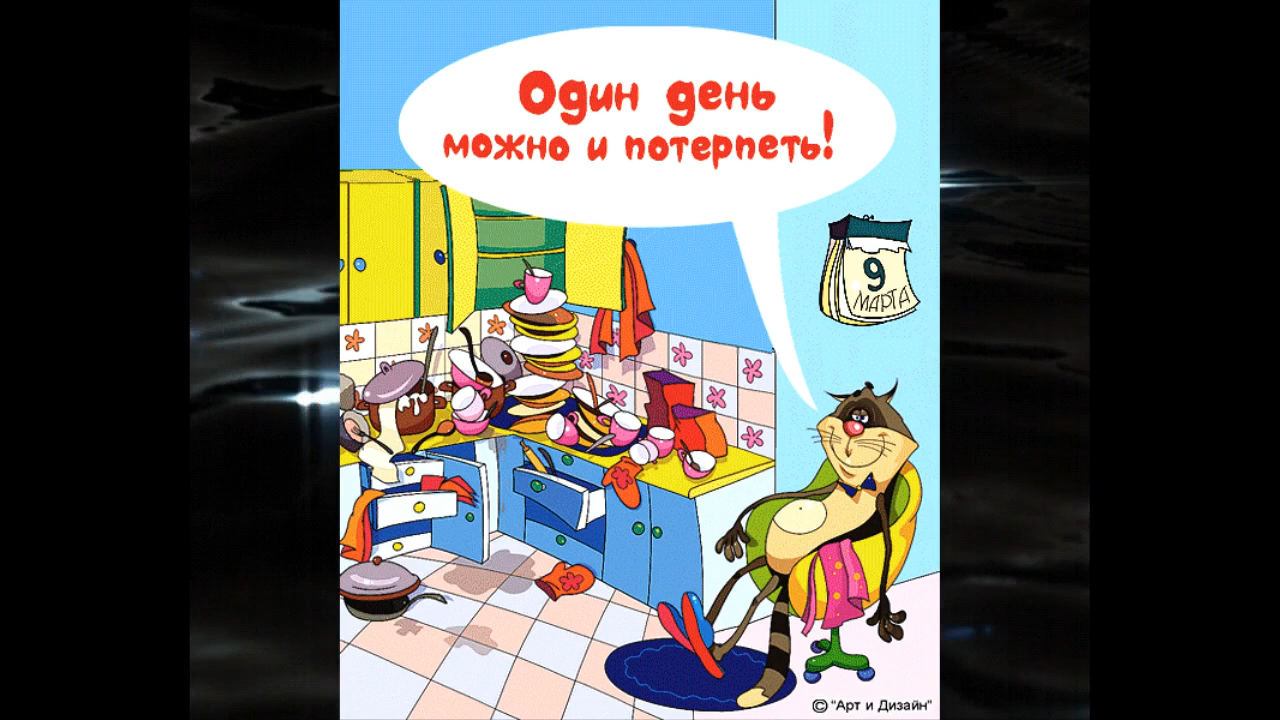 Один день
можно и потерпеть!
9
МАРТА
© "Арт и Дизайн"